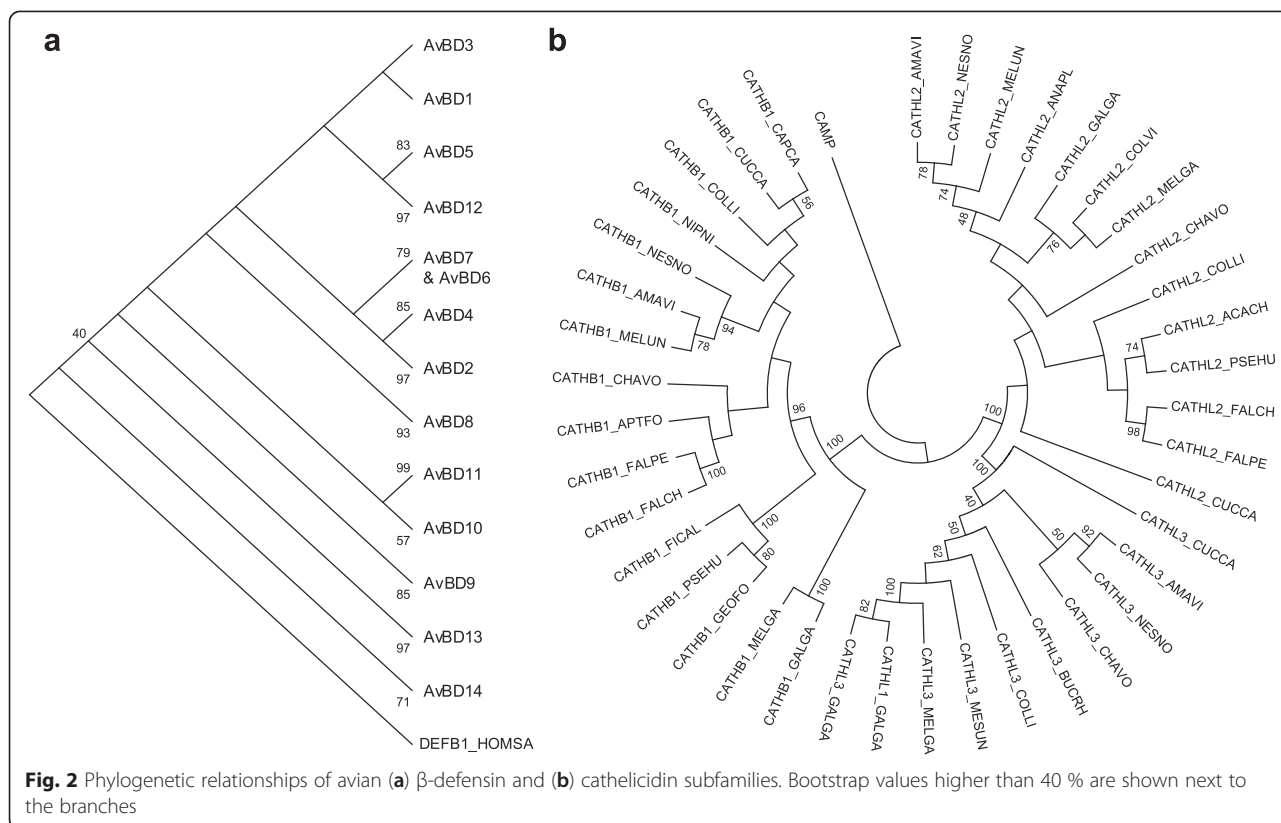 a
AvBD3
AvBD1
83
AvBD5
AvBD12
97
79
AvBD7
& AvBD6
85
AvBD4
AvBD2
97
AvBD8
93
99
AvBD11
AvBD10
57
AvBD9
85
AvBD13
97
AvBD14
71
DEFB1_HOMSA
40
b
CAMP
CATHL2_AMAVI
CATHL2_NESNO
CATHL2_MELUN
CATHL2_ANAPL
CATHL2_GALGA
CATHL2_COLVI
CATHL2_MELGA
CATHL2_CHAVO
CATHL2_COLLI
CATHL2_ACACH
CATHL2_PSEHU
CATHL2_FALCH
CATHL2_FALPE
CATHL2_CUCCA
CATHL3_CUCCA
CATHL3_AMAVI
CATHL3_NESNO
CATHL3_CHAVO
CATHL3_BUCRH
CATHL3_COLLI
CATHL3_MESUN
CATHL3_MELGA
CATHL1_GALGA
CATHL3_GALGA
CATHB1_GALGA
CATHB1_MELGA
CATHB1_GEOFO
CATHB1_PSEHU
CATHB1_FICAL
CATHB1_FALCH
CATHB1_FALPE
CATHB1_APTFO
CATHB1_CHAVO
CATHB1_MELUN
CATHB1_AMAVI
CATHB1_NESNO
CATHB1_NIPNI
CATHB1_COLLI
CATHB1_CUCCA
CATHB1_CAPCA
78
74
48
76
74
98
100
100
40
92
50
50
62
100
82
100
100
96
80
100
100
78
94
56
Fig. 2 Phylogenetic relationships of avian (a) β-defensin and (b) cathelicidin subfamilies. Bootstrap values higher than 40 % are shown next to
the branches